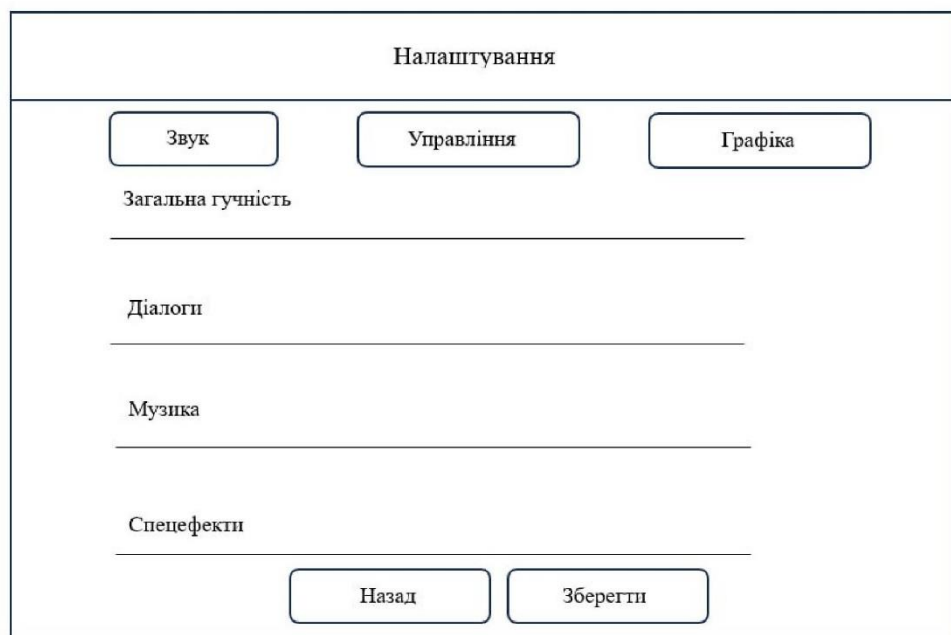 Налаштування
Звук Управління Графіка
Загальна гучність
Діалоги
Музика
Спецефекти
Назад Зберегти